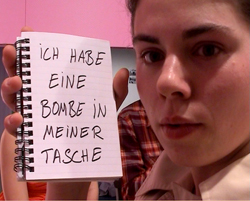 iCH HABE
EINE
BOMBE iN
MEiNER
TASCHE